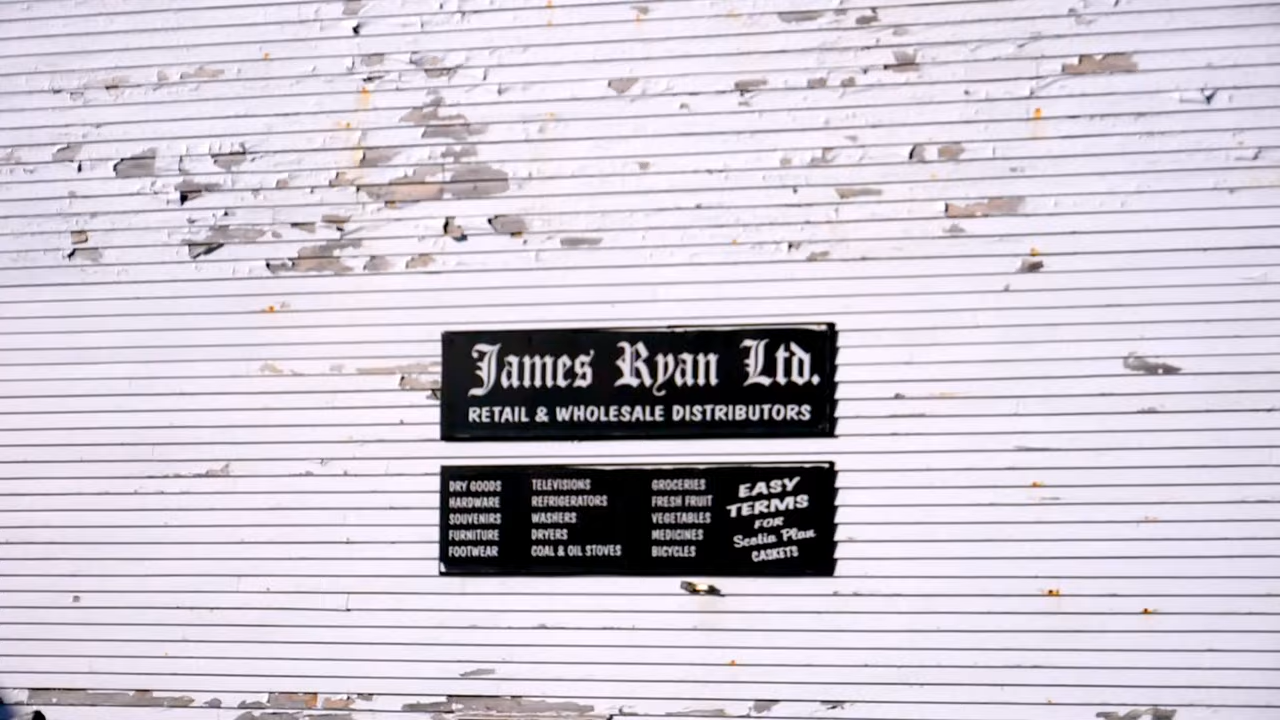 James Ryan Ltd.
RETAIL & WHOLESALE DISTRIBUTORS
DRY GOODS
HARDWARE
SOUVENIRS
FURNITURE
FOOTWEAR
TELEVISIONS
REFRIGERATORS
WASHERS
DRYERS
COAL & OIL STOVES
GROCERIES
FRESH FRUIT
VEGETABLES
MEDICINES
BICYCLES
EASY
TERMS
FOR
Scotia Plan
CASKETS